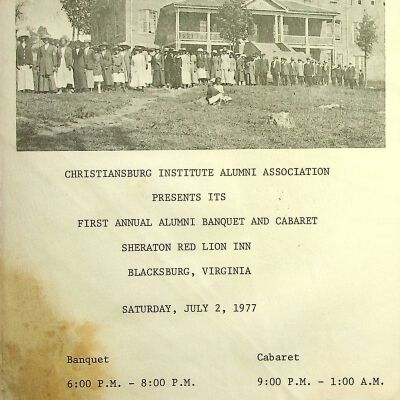 CHRISTIANSBURG INSTITUTE ALUMNI ASSOCIATION
PRESENTS ITS
FIRST ANNUAL ALUMNI BANQUET AND CABARET
SHERATON RED LION INN
BLACKSBURG, VIRGINIA
SATURDAY, JULY 2, 1977
Banquet Cabaret
6:00 P.M. - 8:00 P.M. 9:00 P.M. - 1:00 A.M.